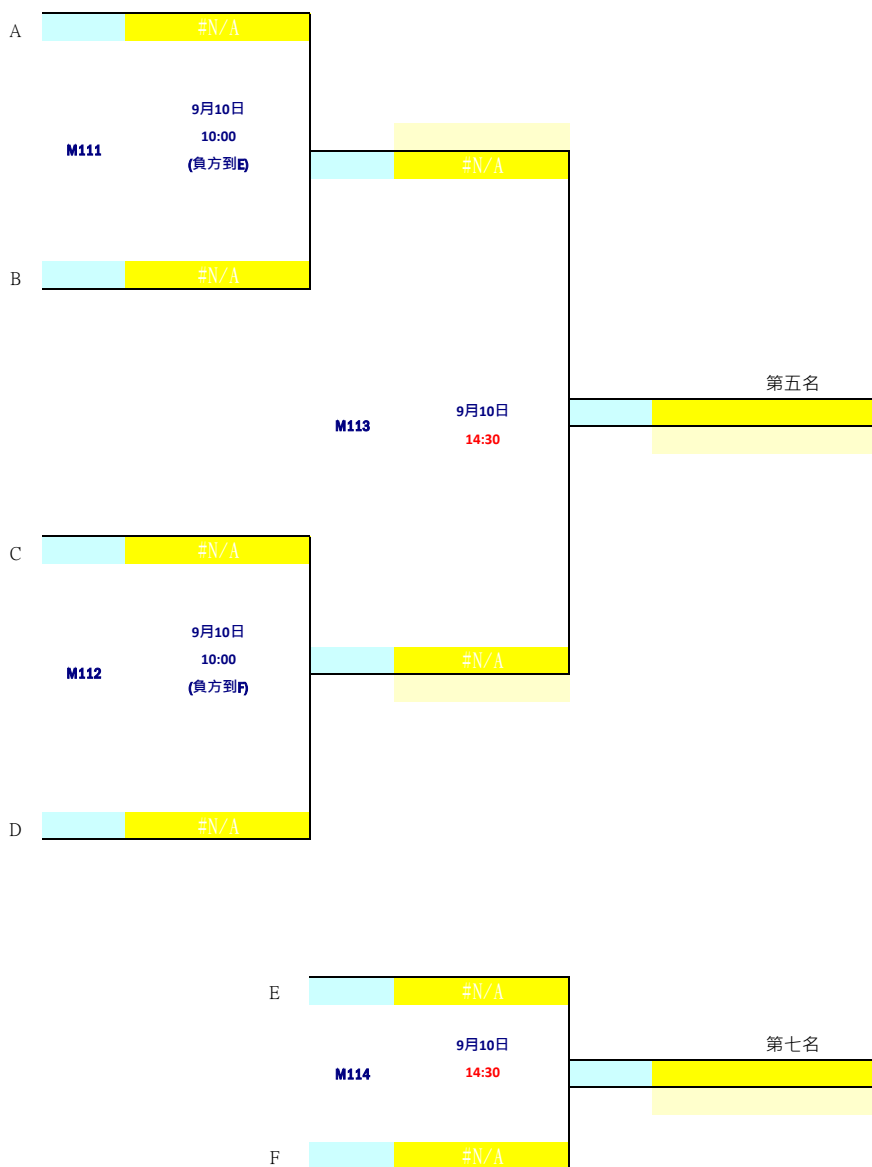 A #N/A
9月10日
10:00
M111
(負方到E)
#N/A
B #N/A
第五名
9月10日
M113
14:30
C #N/A
9月10日
10:00
#N/A
M112
(負方到F)
D #N/A
E #N/A
9月10日
第七名
M114
14:30
F #N/A